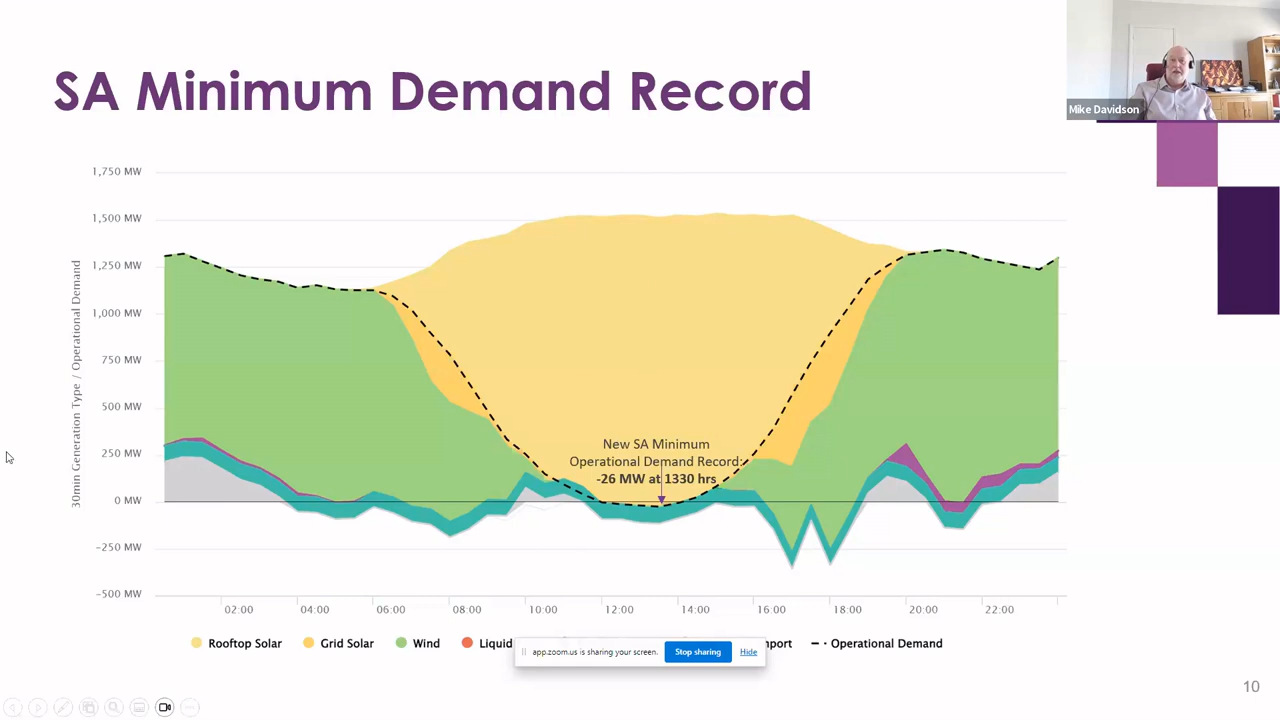 SA Minimum Demand Record
Mike Davidson
1,750 MW
1,500 MW
1,250 MW
1,000 MW
750 MW
500 MW
250 MW
0 MW
−250 MW
−500 MW
30min Generation Type / Operational Demand
New SA Minimum
Operational Demand Record:
-26 MW at 1330 hrs
02:00 04:00 06:00 08:00 10:00 12:00 14:00 16:00 18:00 20:00 22:00
Rooftop Solar Grid Solar Wind Liquid Operational Demand
app.zoom.us is sharing your screen. Stop sharing Hide
10